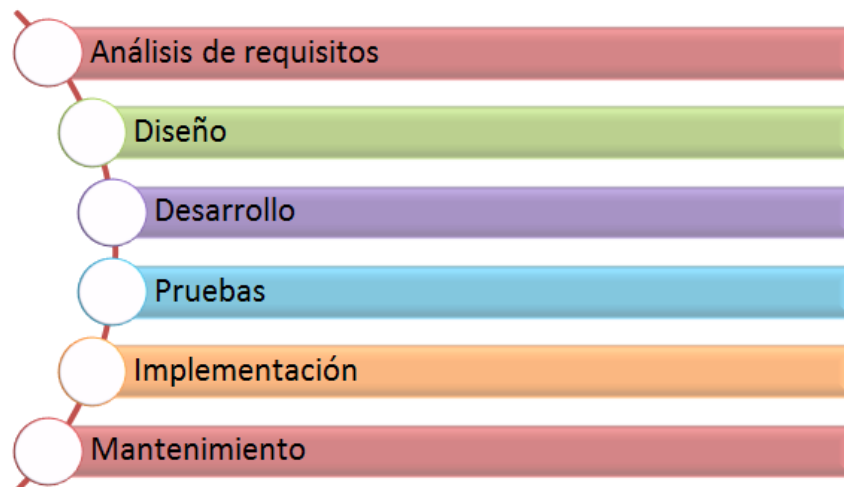 Análisis de requisitos
Diseño
Desarrollo
Pruebas
Implementación
Mantenimiento